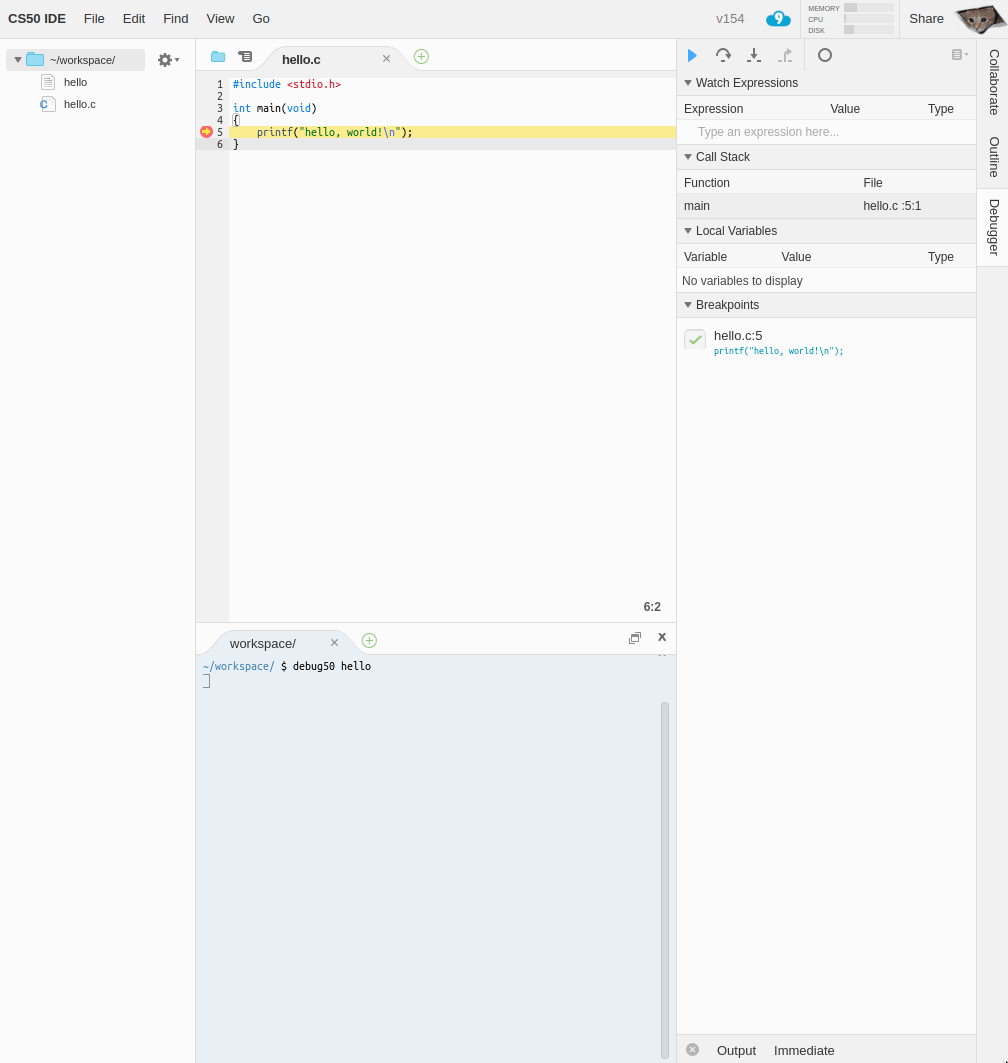 CS50 IDE File Edit Find View Go v154 9 MEMORY CPU DISK Share
~/workspace/
hello
hello.c
hello.c
1 #include <stdio.h>
2
3 int main(void)
4 {
5 printf("hello, world!\n");
6 }
6:2
workspace/
~/workspace/ $ debug50 hello
Watch Expressions
Expression Value Type
Type an expression here...
Call Stack
Function File
main hello.c :5:1
Local Variables
Variable Value Type
No variables to display
Breakpoints
hello.c:5
printf("hello, world!\n");
Output Immediate
Collaborate
Outline
Debugger